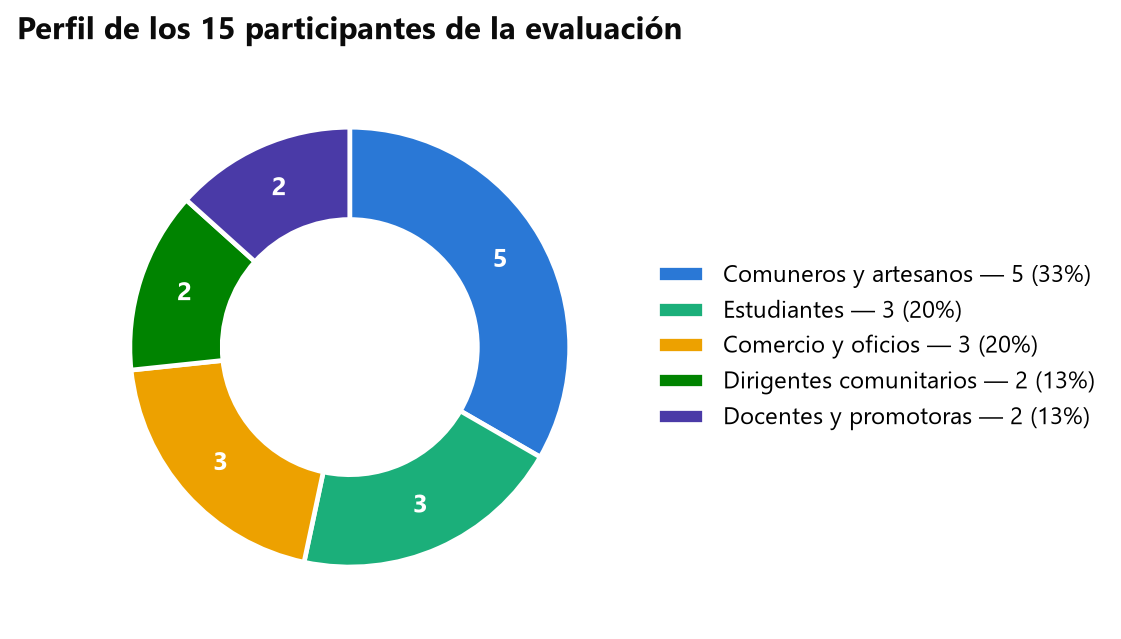 Perfil de los 15 participantes de la evaluación
2
5
2
3
3
Comuneros y artesanos — 5 (33%)
Estudiantes — 3 (20%)
Comercio y oficios — 3 (20%)
Dirigentes comunitarios — 2 (13%)
Docentes y promotoras — 2 (13%)